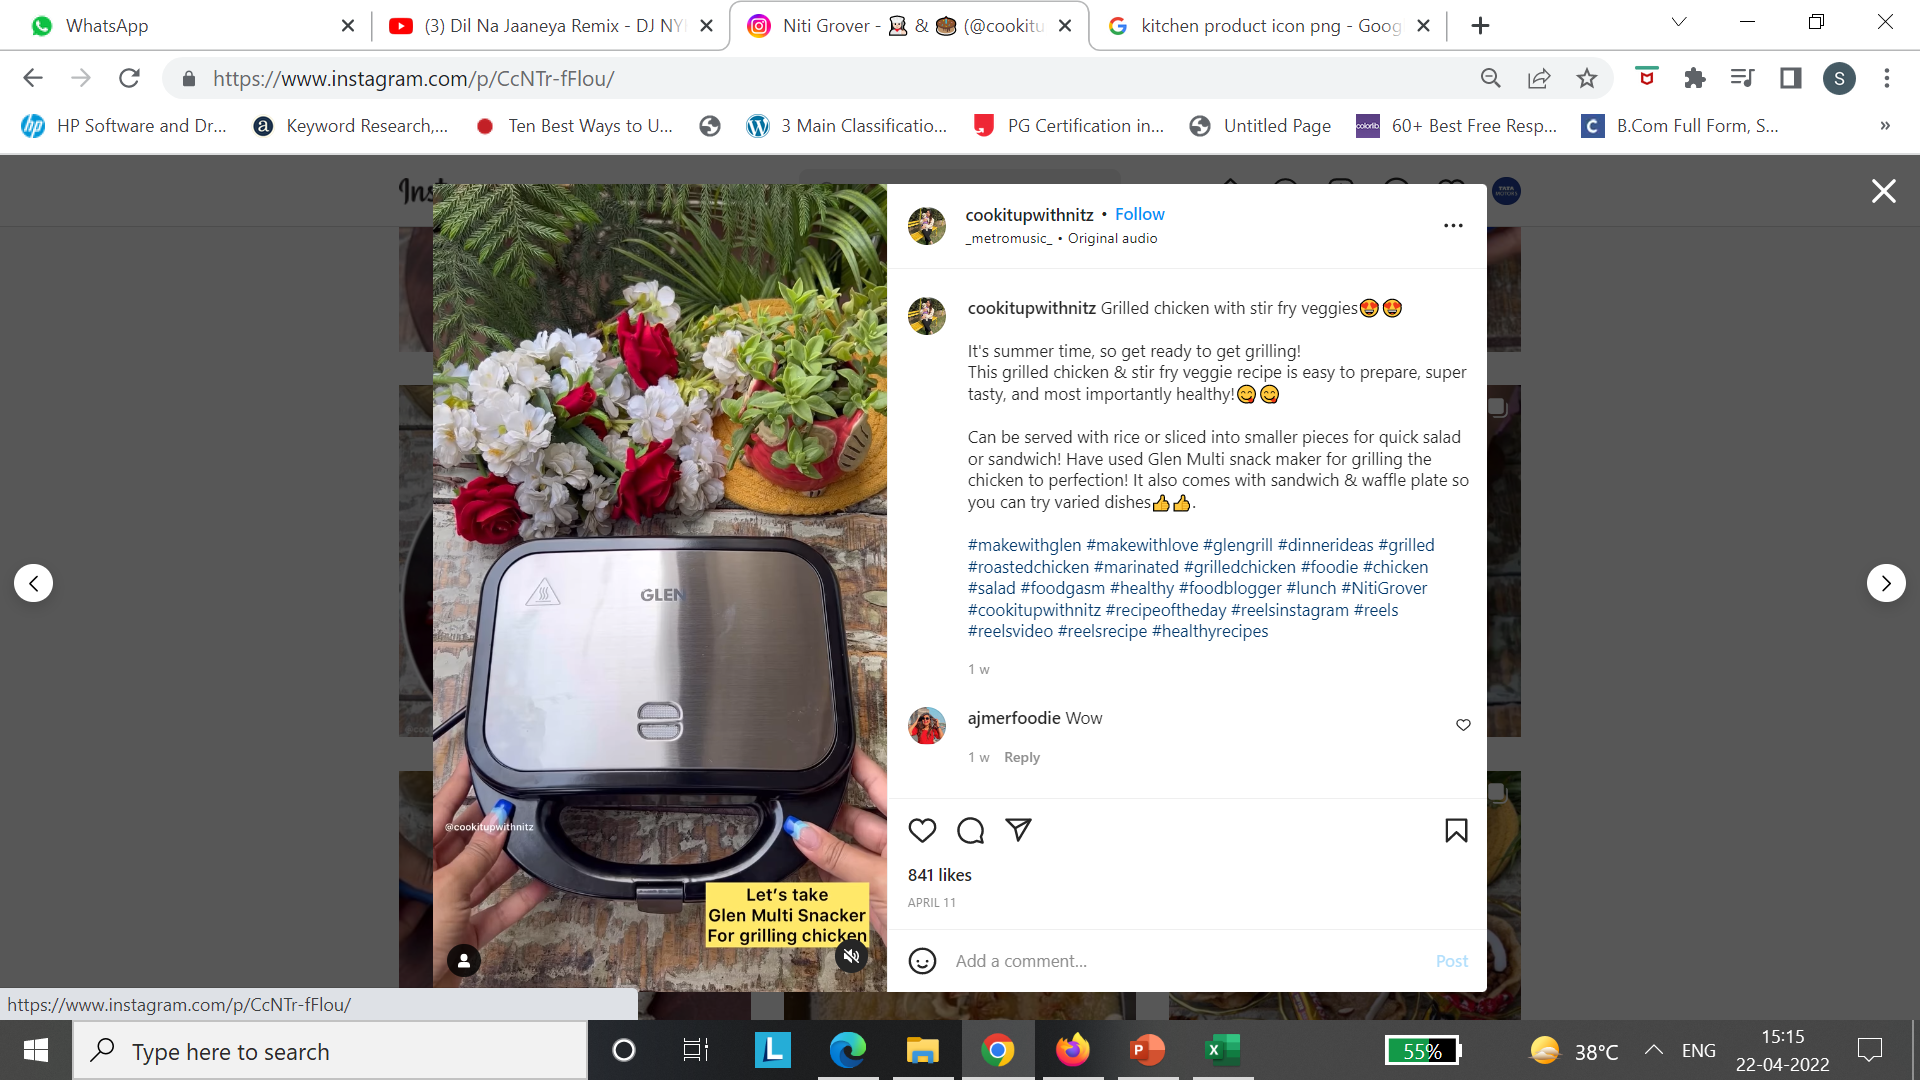 WhatsApp
(3) Dil Na Jaaneya Remix - DJ NY
Niti Grover - 👩‍🍳 & 🎂 (@cookitu
kitchen product icon png - Goog
https://www.instagram.com/p/CcNTr-fFlou/
S
HP Software and Dr...
Keyword Research,...
Ten Best Ways to U...
3 Main Classificatio...
PG Certification in...
Untitled Page
60+ Best Free Resp...
B.Com Full Form, S...
»
Inst
cookitupwithnitz • Follow
_metromusic_ • Original audio
cookitupwithnitz Grilled chicken with stir fry veggies😍😍
It's summer time, so get ready to get grilling!
This grilled chicken & stir fry veggie recipe is easy to prepare, super
tasty, and most importantly healthy!😋😋
Can be served with rice or sliced into smaller pieces for quick salad
or sandwich! Have used Glen Multi snack maker for grilling the
chicken to perfection! It also comes with sandwich & waffle plate so
you can try varied dishes👍👍.
#makewithglen #makewithlove #glengrill #dinnerideas #grilled
#roastedchicken #marinated #grilledchicken #foodie #chicken
#salad #foodgasm #healthy #foodblogger #lunch #NitiGrover
#cookitupwithnitz #recipeoftheday #reelsinstagram #reels
#reelsvideo #reelsrecipe #healthyrecipes
1 w
ajmerfoodie Wow
1 w Reply
841 likes
APRIL 11
Add a comment...
Post
GLEN
@cookitupwithnitz
Let's take
Glen Multi Snacker
For grilling chicken
https://www.instagram.com/p/CcNTr-fFlou/
Type here to search
55%
38°C
ENG
15:15
22-04-2022